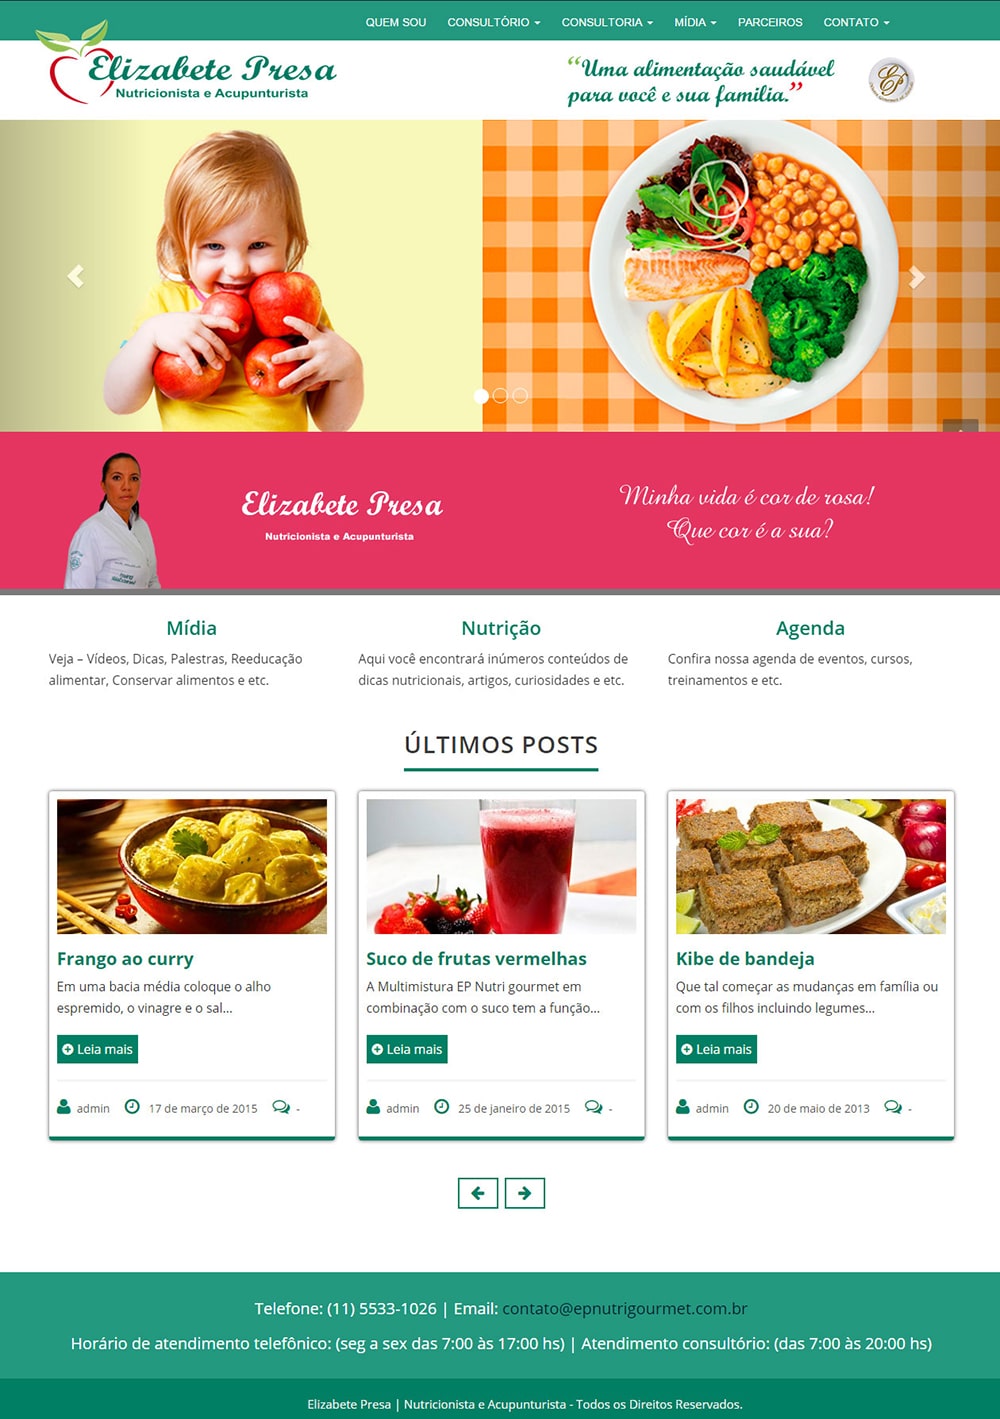 QUEM SOU CONSULTÓRIO CONSULTORIA MÍDIA PARCEIROS CONTATO
Elizabete Presa
Nutricionista e Acupunturista
“Uma alimentação saudável
para você e sua familia.”
EP
Elizabete Presa
Nutricionista e Acupunturista
Minha vida é cor de rosa!
Que cor é a sua?
Mídia
Veja – Vídeos, Dicas, Palestras, Reeducação
alimentar, Conservar alimentos e etc.
Nutrição
Aqui você encontrará inúmeros conteúdos de
dicas nutricionais, artigos, curiosidades e etc.
Agenda
Confira nossa agenda de eventos, cursos,
treinamentos e etc.
ÚLTIMOS POSTS
Frango ao curry
Em uma bacia média coloque o alho
espremido, o vinagre e o sal...
Leia mais
admin 17 de março de 2015 -
Suco de frutas vermelhas
A Multimistura EP Nutri gourmet em
combinação com o suco tem a função...
Leia mais
admin 25 de janeiro de 2015 -
Kibe de bandeja
Que tal começar as mudanças em família ou
com os filhos incluindo legumes...
Leia mais
admin 20 de maio de 2013 -
Telefone: (11) 5533-1026 | Email: contato@epnutrigourmet.com.br
Horário de atendimento telefônico: (seg a sex das 7:00 às 17:00 hs) | Atendimento consultório: (das 7:00 às 20:00 hs)
Elizabete Presa | Nutricionista e Acupunturista - Todos os Direitos Reservados.